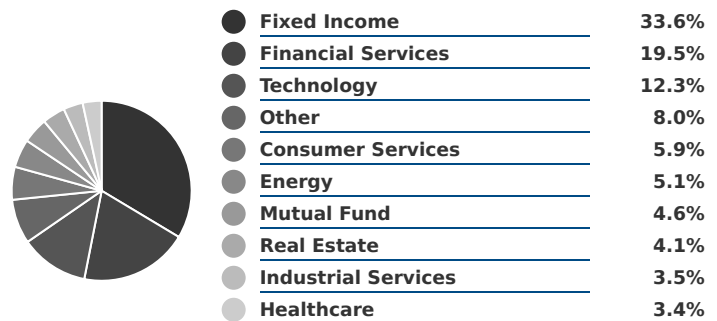 Fixed Income 33.6%
Financial Services 19.5%
Technology 12.3%
Other 8.0%
Consumer Services 5.9%
Energy 5.1%
Mutual Fund 4.6%
Real Estate 4.1%
Industrial Services 3.5%
Healthcare 3.4%